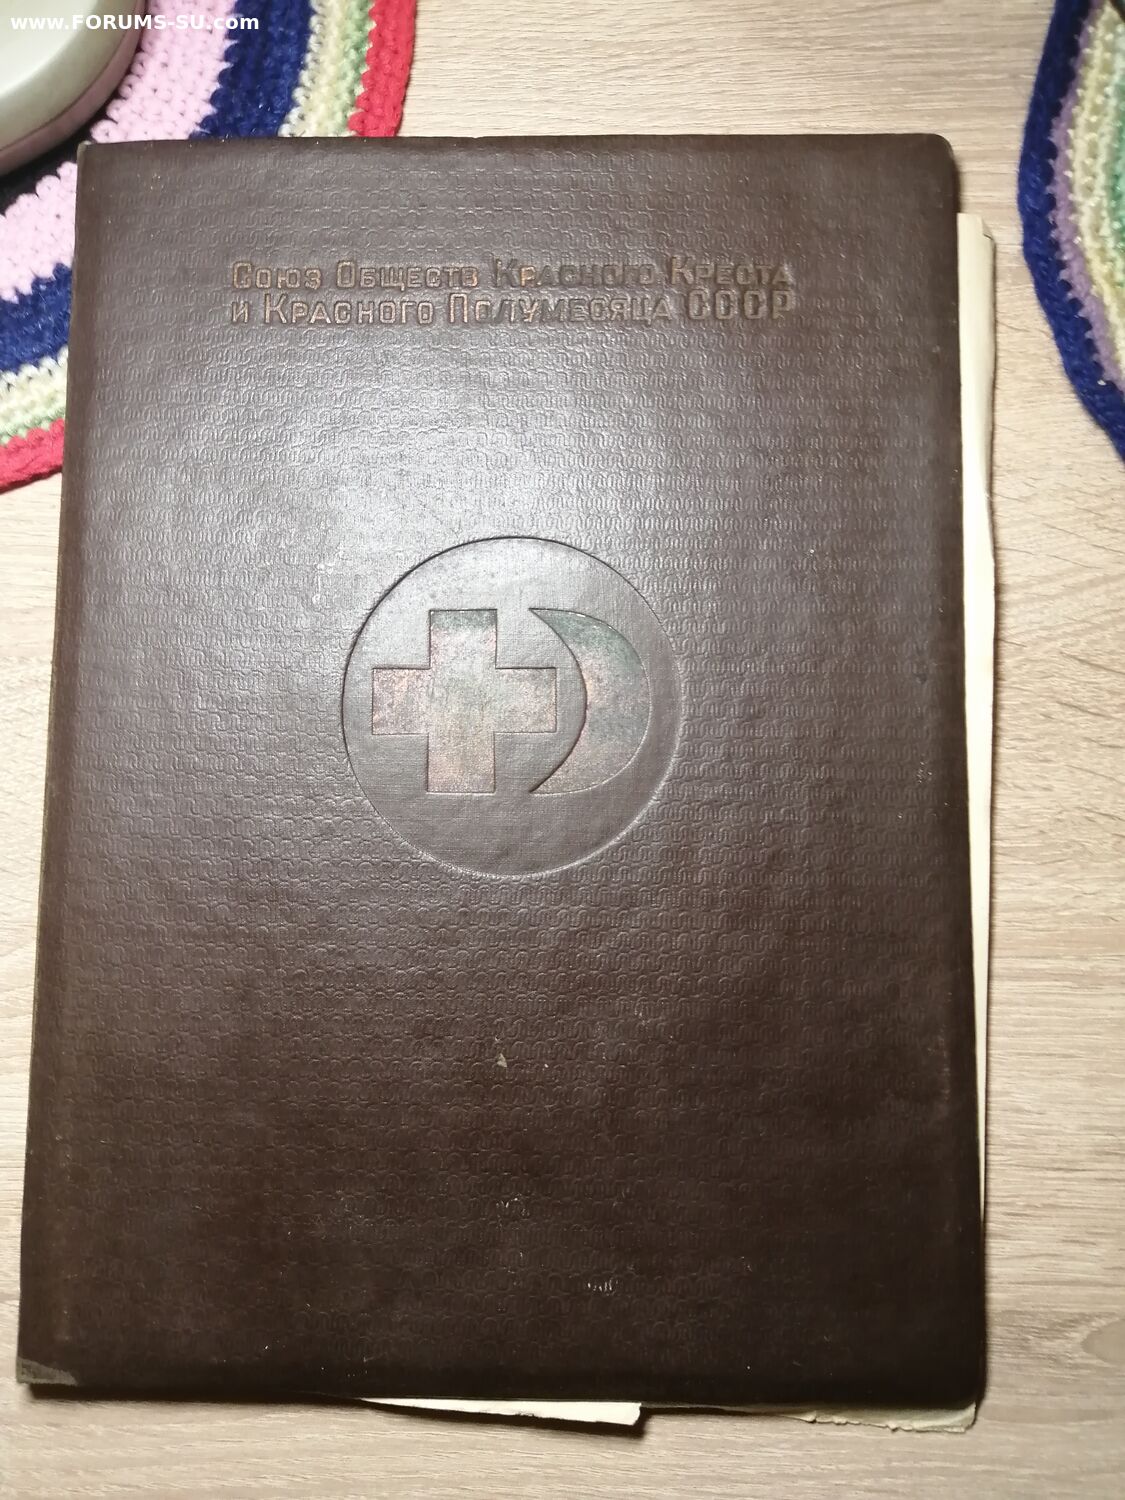 www.FORUMS-SU.com
Союз Обществ Красного Креста
и Красного Полумесяца СССР